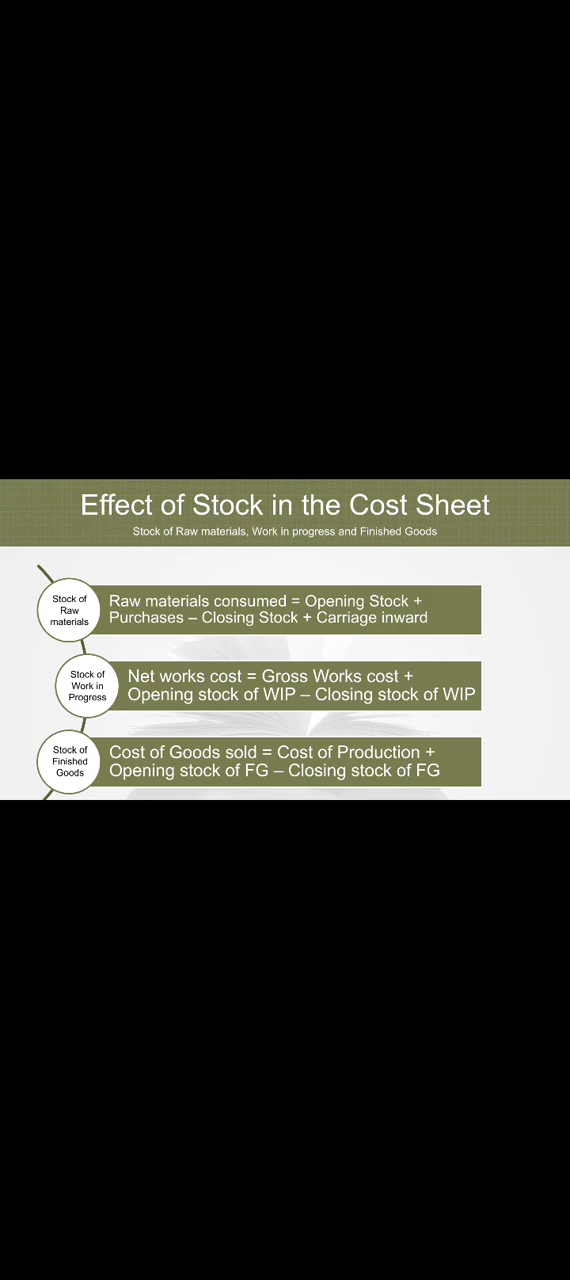 Effect of Stock in the Cost Sheet
Stock of Raw materials, Work in progress and Finished Goods
Stock of
Raw
materials
Raw materials consumed = Opening Stock +
Purchases – Closing Stock + Carriage inward
Stock of
Work in
Progress
Net works cost = Gross Works cost +
Opening stock of WIP – Closing stock of WIP
Stock of
Finished
Goods
Cost of Goods sold = Cost of Production +
Opening stock of FG – Closing stock of FG